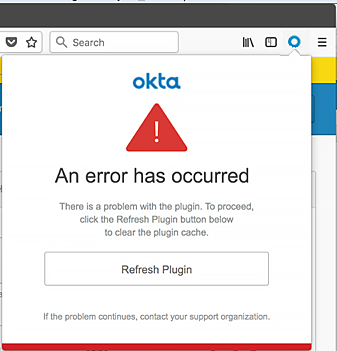 Search
okta
!
An error has occurred
There is a problem with the plugin. To proceed,
click the Refresh Plugin button below
to clear the plugin cache.
Refresh Plugin
If the problem continues, contact your support organization.